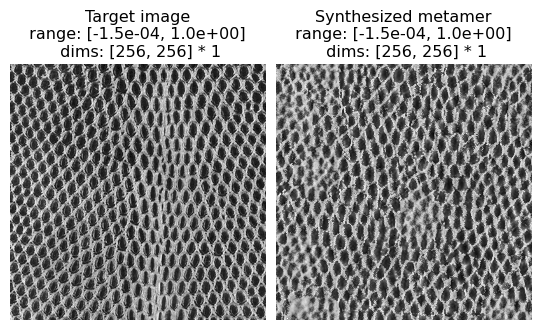 Target image
range: [-1.5e-04, 1.0e+00]
dims: [256, 256] * 1
Synthesized metamer
range: [-1.5e-04, 1.0e+00]
dims: [256, 256] * 1